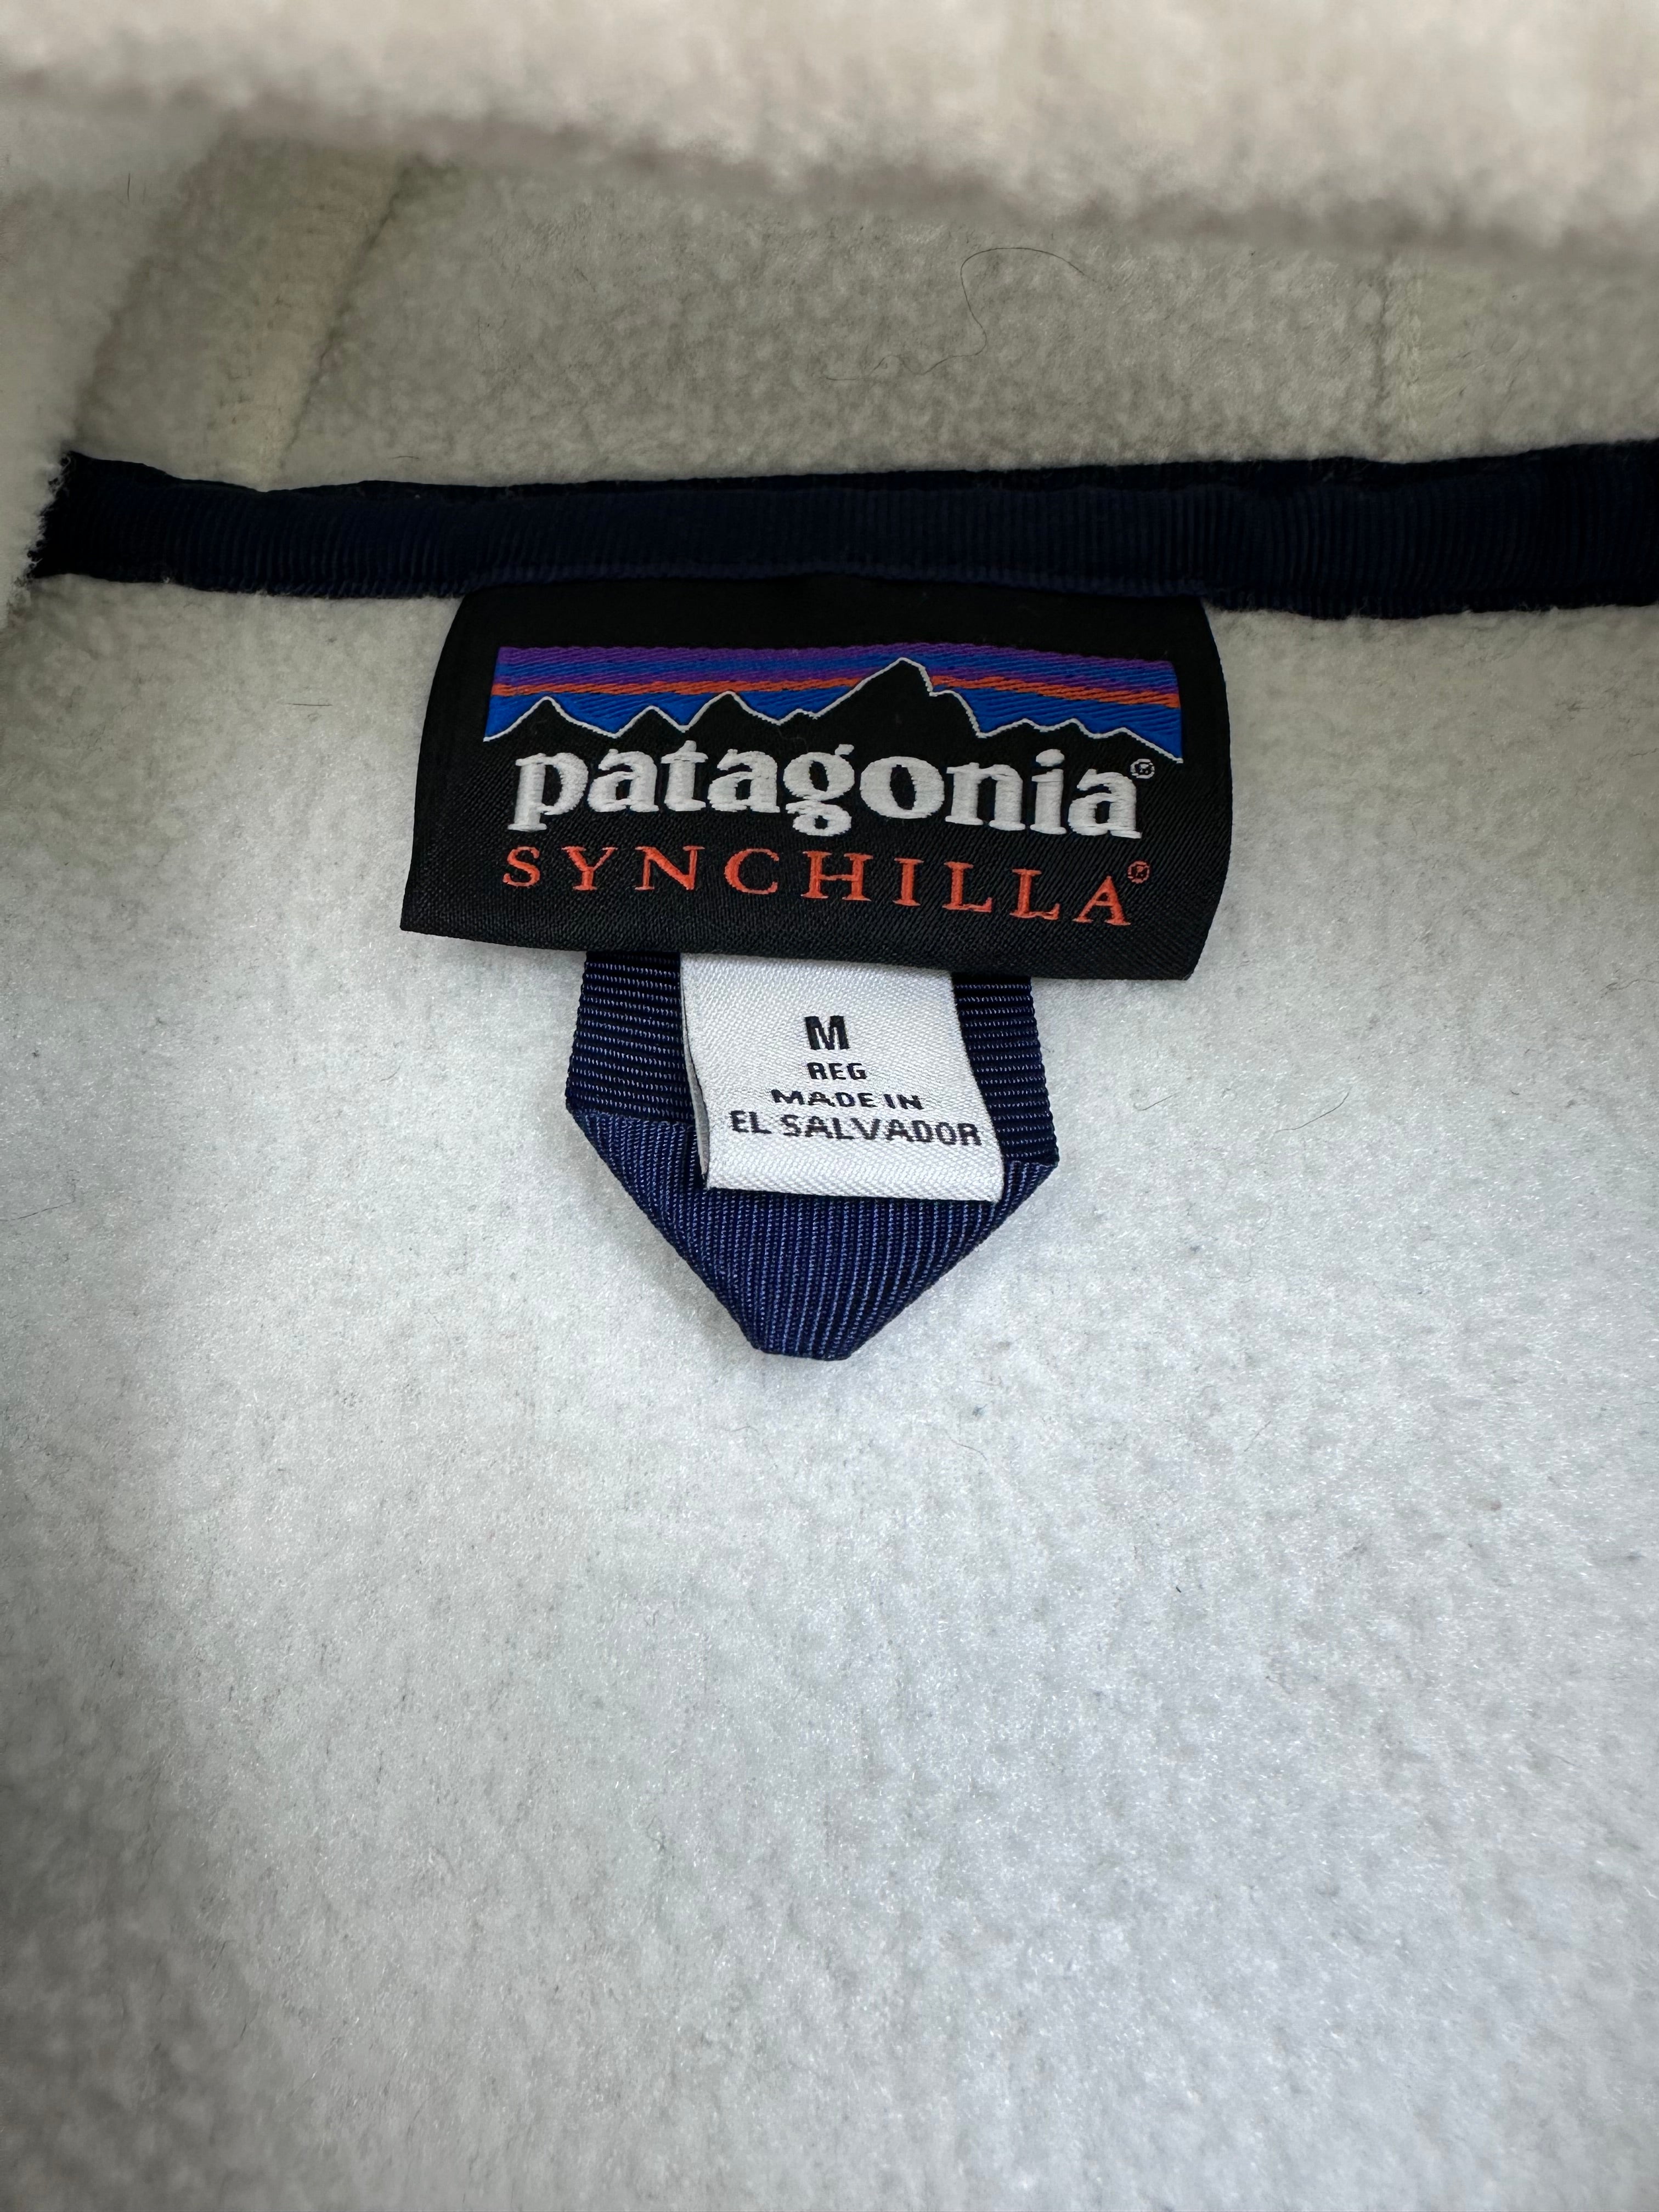 patagonia®
SYNCHILLA®
M
REG
MADE IN
EL SALVADOR